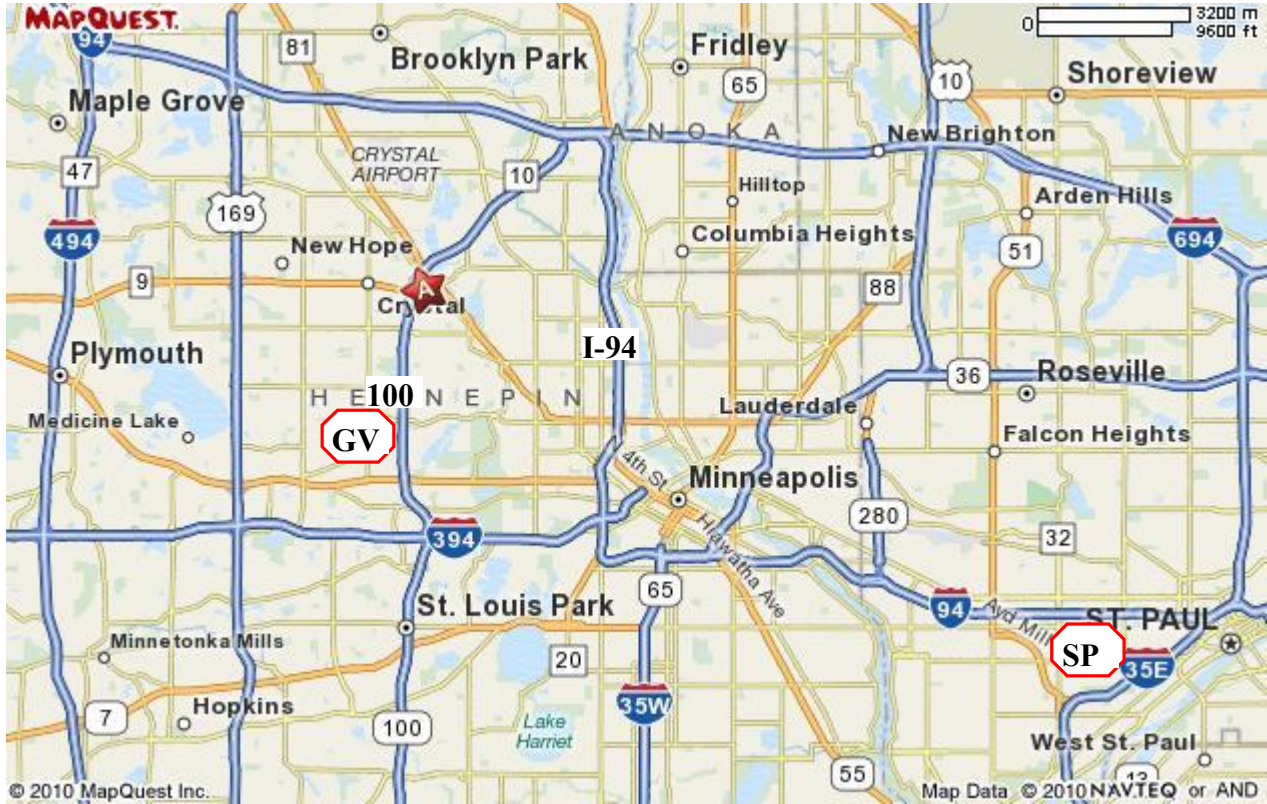 MAPQUEST.
3200 m
0
9600 ft
94
81
Brooklyn Park
Fridley
65
10
Shoreview
Maple Grove
ANOKA
New Brighton
CRYSTAL
AIRPORT
47
10
Hilltop
169
Arden Hills
494
New Hope
Columbia Heights
51
694
9
A
88
Crystal
I-94
Plymouth
36
Roseville
HENNEPIN
100
Lauderdale
Medicine Lake
GV
Falcon Heights
4th St
Minneapolis
280
394
Hiawatha Ave
32
65
St. Louis Park
94
Ayd Mill
ST. PAUL
Minnetonka Mills
20
SP
35E
7
Hopkins
100
35W
Lake
Harriet
West St. Paul
55
13
© 2010 MapQuest Inc.
Map Data © 2010 NAVTEQ or AND